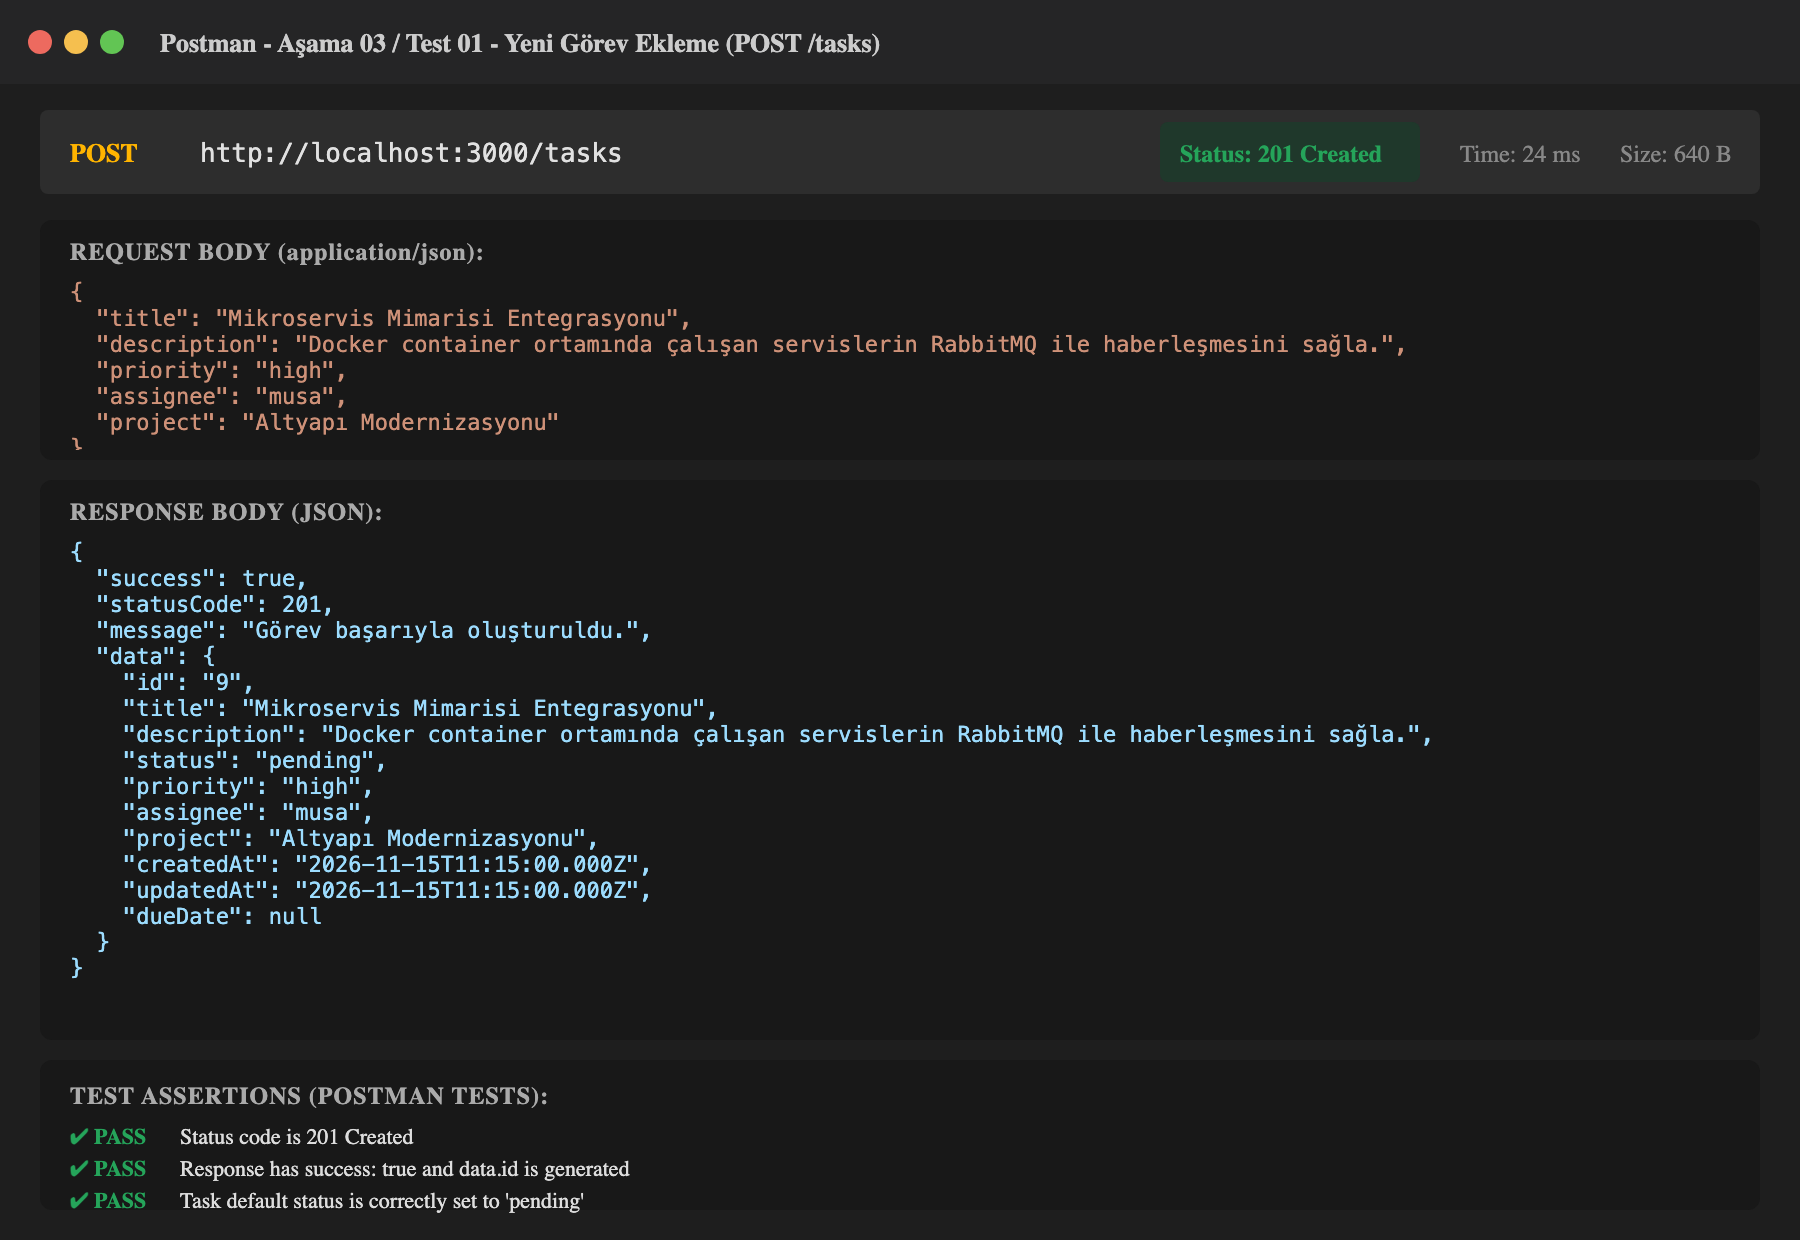 Postman - Aşama 03 / Test 01 - Yeni Görev Ekleme (POST /tasks)
POST http://localhost:3000/tasks Status: 201 Created Time: 24 ms Size: 640 B
REQUEST BODY (application/json):
{
  "title": "Mikroservis Mimarisi Entegrasyonu",
  "description": "Docker container ortamında çalışan servislerin RabbitMQ ile haberleşmesini sağla.",
  "priority": "high",
  "assignee": "musa",
  "project": "Altyapı Modernizasyonu"
}
RESPONSE BODY (JSON):
{
  "success": true,
  "statusCode": 201,
  "message": "Görev başarıyla oluşturuldu.",
  "data": {
    "id": "9",
    "title": "Mikroservis Mimarisi Entegrasyonu",
    "description": "Docker container ortamında çalışan servislerin RabbitMQ ile haberleşmesini sağla.",
    "status": "pending",
    "priority": "high",
    "assignee": "musa",
    "project": "Altyapı Modernizasyonu",
    "createdAt": "2026-11-15T11:15:00.000Z",
    "updatedAt": "2026-11-15T11:15:00.000Z",
    "dueDate": null
  }
}
TEST ASSERTIONS (POSTMAN TESTS):
✔ PASS Status code is 201 Created
✔ PASS Response has success: true and data.id is generated
✔ PASS Task default status is correctly set to 'pending'